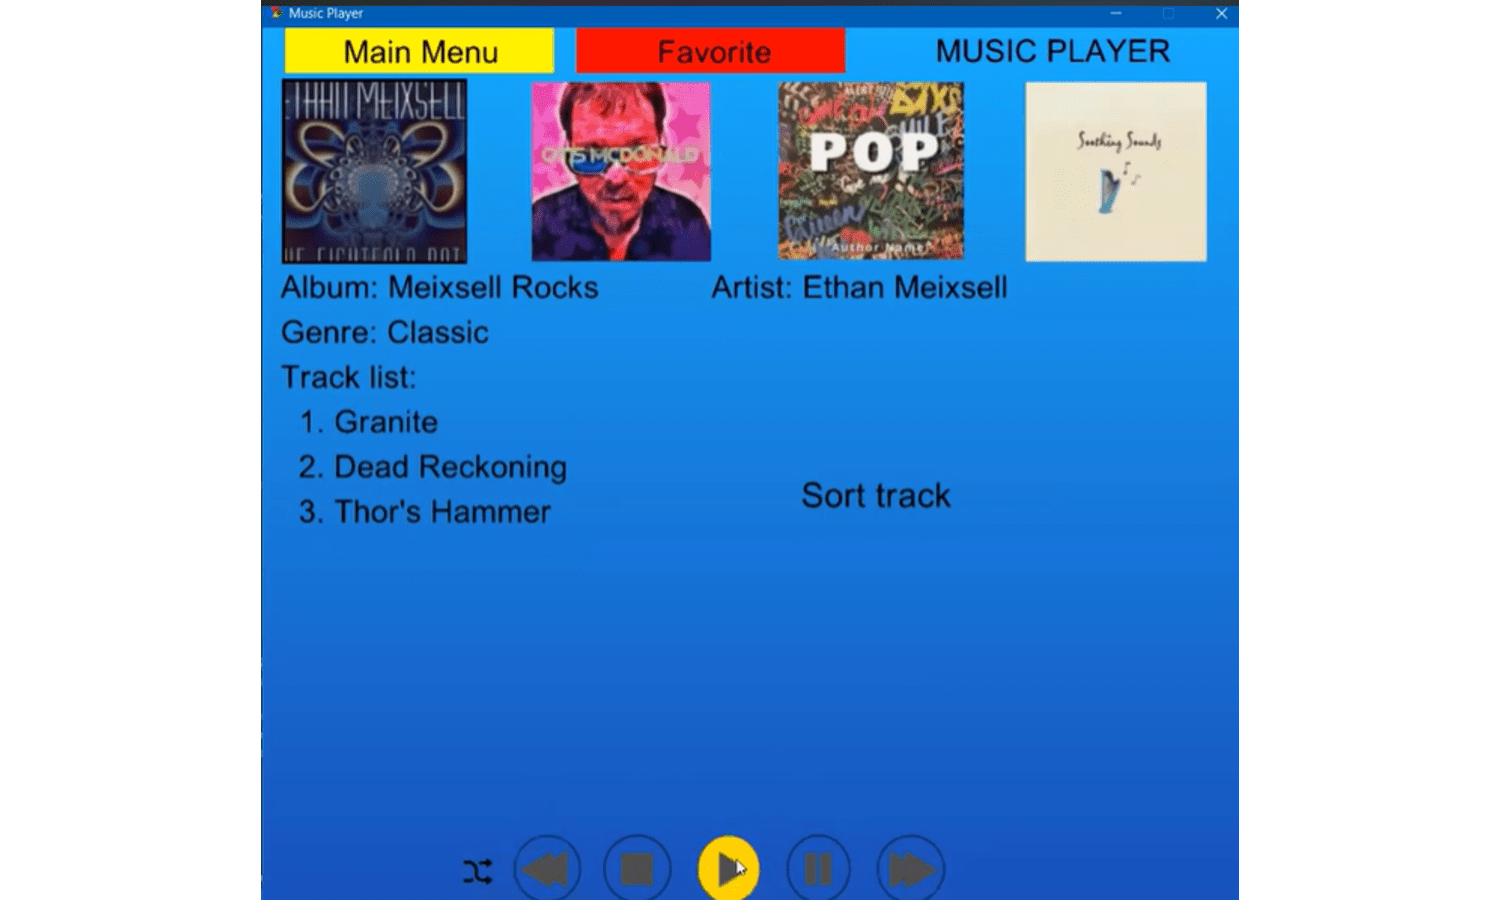 Music Player
Main Menu
Favorite
MUSIC PLAYER
ETHAN MEIXSELL
OTIS MCDONALD
POP
Author Name
Soothing Sounds
Album: Meixsell Rocks
Artist: Ethan Meixsell
Genre: Classic
Track list:
1. Granite
2. Dead Reckoning
3. Thor's Hammer
Sort track